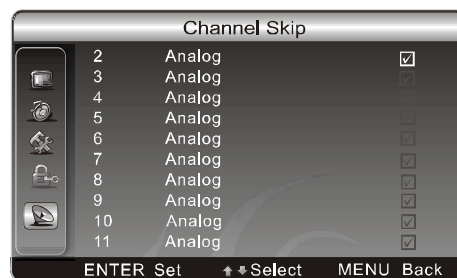 Channel Skip
2 Analog
3 Analog
4 Analog
5 Analog
6 Analog
7 Analog
8 Analog
9 Analog
10 Analog
11 Analog
ENTER Set Select MENU Back